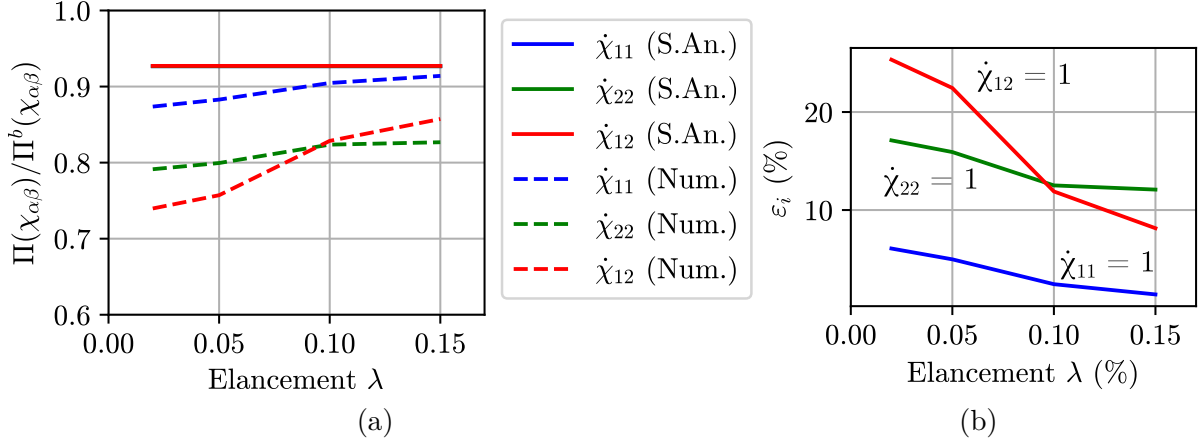 1.0
0.9
0.8
0.7
0.6
Π(χαβ)/Πᵇ(χαβ)
0.00 0.05 0.10 0.15
Elancement λ
(a)
χ̇₁₁ (S.An.)
χ̇₂₂ (S.An.)
χ̇₁₂ (S.An.)
χ̇₁₁ (Num.)
χ̇₂₂ (Num.)
χ̇₁₂ (Num.)
20
10
εᵢ (%)
χ̇₁₂ = 1
χ̇₂₂ = 1
χ̇₁₁ = 1
0.00 0.05 0.10 0.15
Elancement λ (%)
(b)